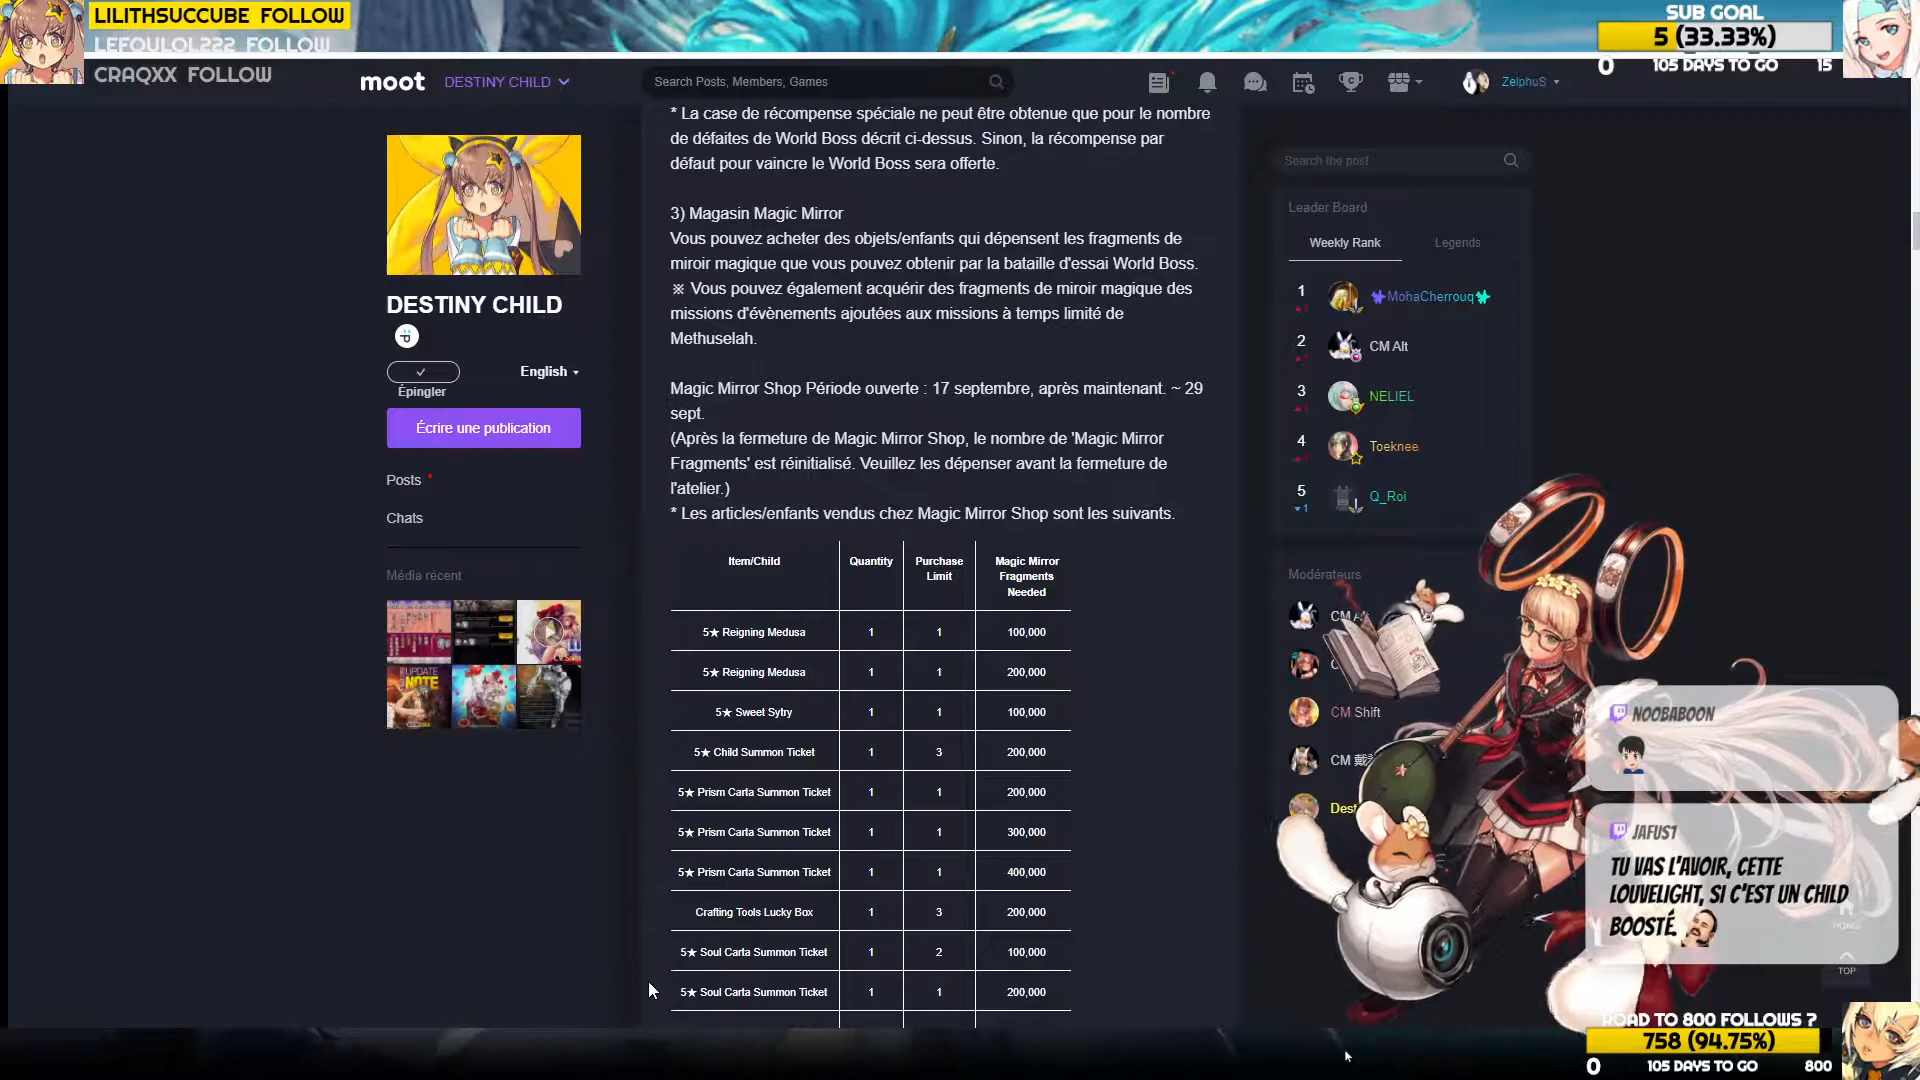 LILITHSUCCUBE FOLLOW
LEFOULOL222 FOLLOW
CRAQXX FOLLOW
SUB GOAL
5 (33.33%)
0
105 DAYS TO GO
15
moot
DESTINY CHILD
Search Posts, Members, Games
ZelphuS
DESTINY CHILD
Épingler
English
Écrire une publication
Posts
Chats
Média récent
UPDATE
NOTE
* La case de récompense spéciale ne peut être obtenue que pour le nombre
de défaites de World Boss décrit ci-dessus. Sinon, la récompense par
défaut pour vaincre le World Boss sera offerte.
3) Magasin Magic Mirror
Vous pouvez acheter des objets/enfants qui dépensent les fragments de
miroir magique que vous pouvez obtenir par la bataille d'essai World Boss.
※ Vous pouvez également acquérir des fragments de miroir magique des
missions d'évènements ajoutées aux missions à temps limité de
Methuselah.
Magic Mirror Shop Période ouverte : 17 septembre, après maintenant. ~ 29
sept.
(Après la fermeture de Magic Mirror Shop, le nombre de 'Magic Mirror
Fragments' est réinitialisé. Veuillez les dépenser avant la fermeture de
l'atelier.)
* Les articles/enfants vendus chez Magic Mirror Shop sont les suivants.
Item/Child Quantity Purchase Limit Magic Mirror Fragments Needed
5★ Reigning Medusa 1 1 100,000
5★ Reigning Medusa 1 1 200,000
5★ Sweet Sytry 1 1 100,000
5★ Child Summon Ticket 1 3 200,000
5★ Prism Carta Summon Ticket 1 1 200,000
5★ Prism Carta Summon Ticket 1 1 300,000
5★ Prism Carta Summon Ticket 1 1 400,000
Crafting Tools Lucky Box 1 3 200,000
5★ Soul Carta Summon Ticket 1 2 100,000
5★ Soul Carta Summon Ticket 1 1 200,000
Search the post
Leader Board
Weekly Rank
Legends
1 MohaCherrouq
2 CM Alt
3 NELIEL
4 Toeknee
5 Q_Roi
1
Modérateurs
CM
CM Shift
CM
Dest
NOOBABOON
JAFUS1
TU VAS L'AVOIR, CETTE
LOUVELIGHT, SI C'EST UN CHILD
BOOSTÉ.
HOME
TOP
ROAD TO 800 FOLLOWS ?
758 (94.75%)
0
105 DAYS TO GO
800